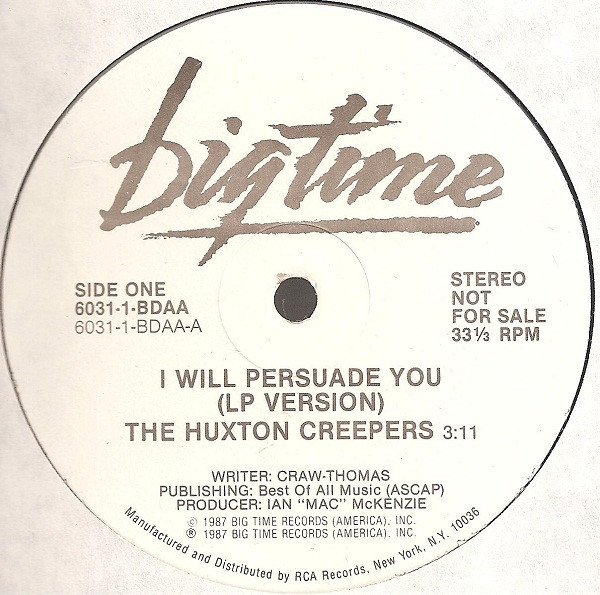 bigtime
SIDE ONE
6031-1-BDAA
6031-1-BDAA-A
STEREO
NOT
FOR SALE
33⅓ RPM
I WILL PERSUADE YOU
(LP VERSION)
THE HUXTON CREEPERS 3:11
WRITER: CRAW-THOMAS
PUBLISHING: Best Of All Music (ASCAP)
PRODUCER: IAN "MAC" McKENZIE
© 1987 BIG TIME RECORDS (AMERICA). INC.
® 1987 BIG TIME RECORDS (AMERICA). INC.
Manufactured and Distributed by RCA Records, New York, N.Y. 10036